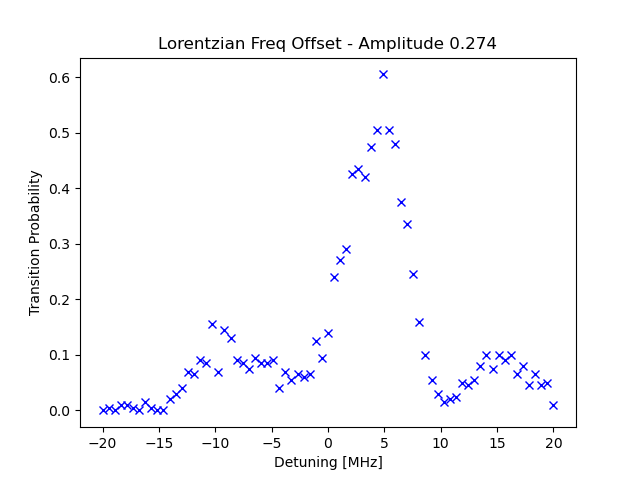 Lorentzian Freq Offset - Amplitude 0.274
0.6
0.5
0.4
0.3
0.2
0.1
0.0
Transition Probability
−20 −15 −10 −5 0 5 10 15 20
Detuning [MHz]